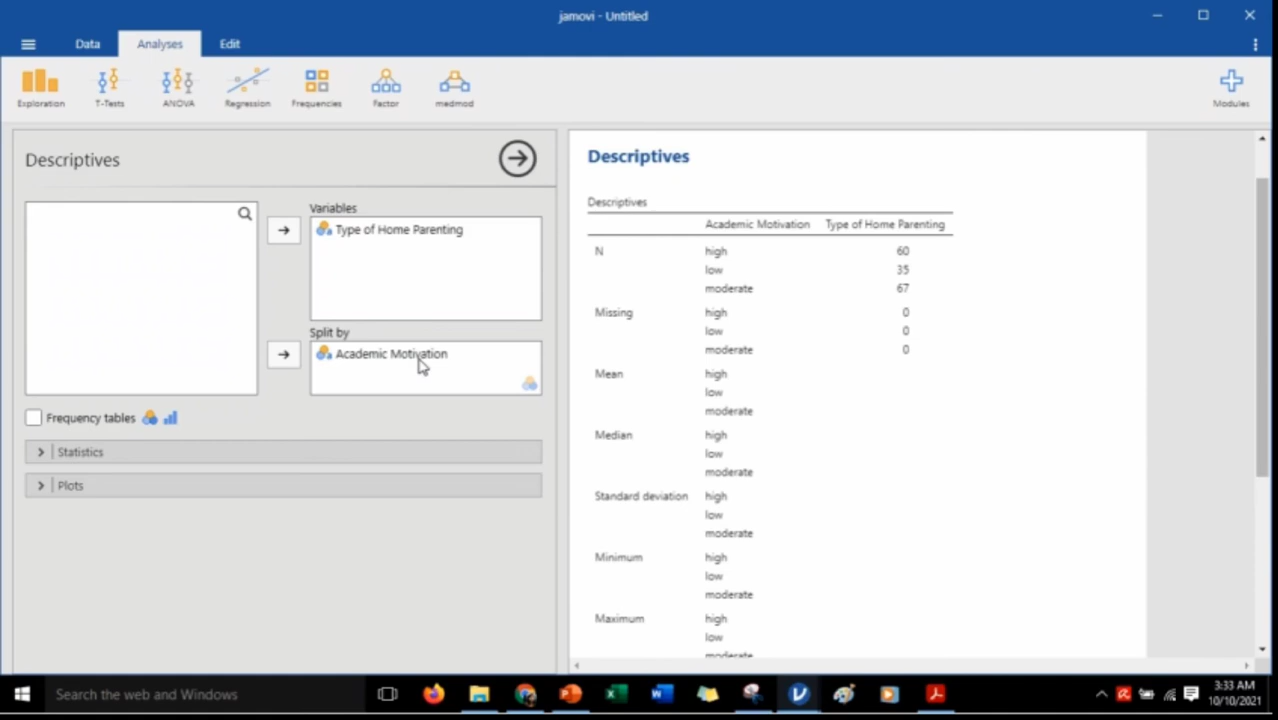 jamovi - Untitled
Data
Analyses
Edit
Exploration
T-Tests
ANOVA
Regression
Frequencies
Factor
medmod
Modules
Descriptives
Variables
Type of Home Parenting
Split by
Academic Motivation
Frequency tables
Statistics
Plots
Descriptives
Descriptives
Academic Motivation Type of Home Parenting
N high 60
low 35
moderate 67
Missing high 0
low 0
moderate 0
Mean high
low
moderate
Median high
low
moderate
Standard deviation high
low
moderate
Minimum high
low
moderate
Maximum high
low
moderate
Search the web and Windows
3:33 AM
10/10/2021